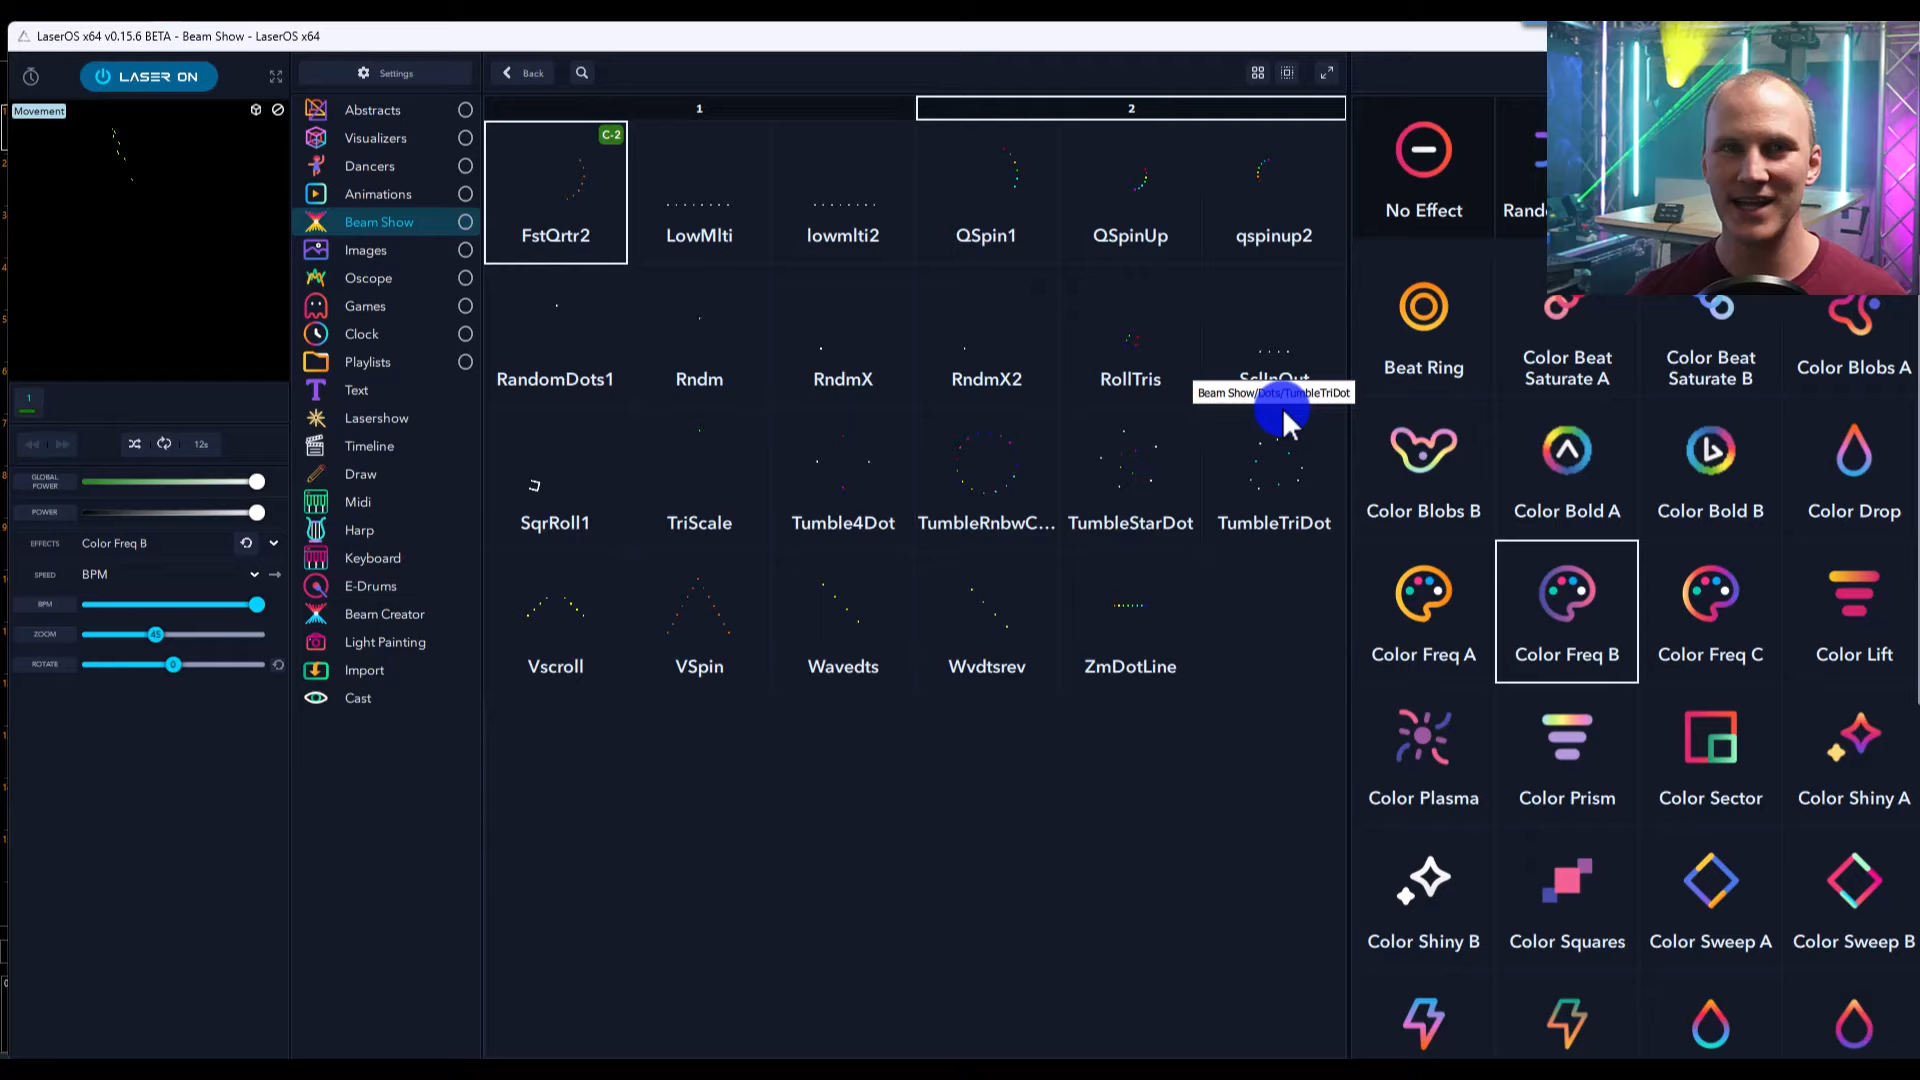 LaserOS x64 v0.15.6 BETA - Beam Show - LaserOS x64
LASER ON
Settings
Back
Movement
1
2
Abstracts
Visualizers
Dancers
Animations
Beam Show
Images
Oscope
Games
Clock
Playlists
Text
Lasershow
Timeline
Draw
Midi
Harp
Keyboard
E-Drums
Beam Creator
Light Painting
Import
Cast
1
12s
GLOBAL
POWER
POWER
EFFECTS
Color Freq B
SPEED
BPM
BPM
ZOOM
45
ROTATE
0
C-2
FstQrtr2
LowMlti
lowmlti2
QSpin1
QSpinUp
qspinup2
RandomDots1
Rndm
RndmX
RndmX2
RollTris
SclInOut
Beam Show/Dots/TumbleTriDot
SqrRoll1
TriScale
Tumble4Dot
TumbleRnbwC...
TumbleStarDot
TumbleTriDot
Vscroll
VSpin
Wavedts
Wvdtsrev
ZmDotLine
No Effect
Beat Ring
Color Beat
Saturate A
Color Beat
Saturate B
Color Blobs A
Color Blobs B
Color Bold A
Color Bold B
Color Drop
Color Freq A
Color Freq B
Color Freq C
Color Lift
Color Plasma
Color Prism
Color Sector
Color Shiny A
Color Shiny B
Color Squares
Color Sweep A
Color Sweep B